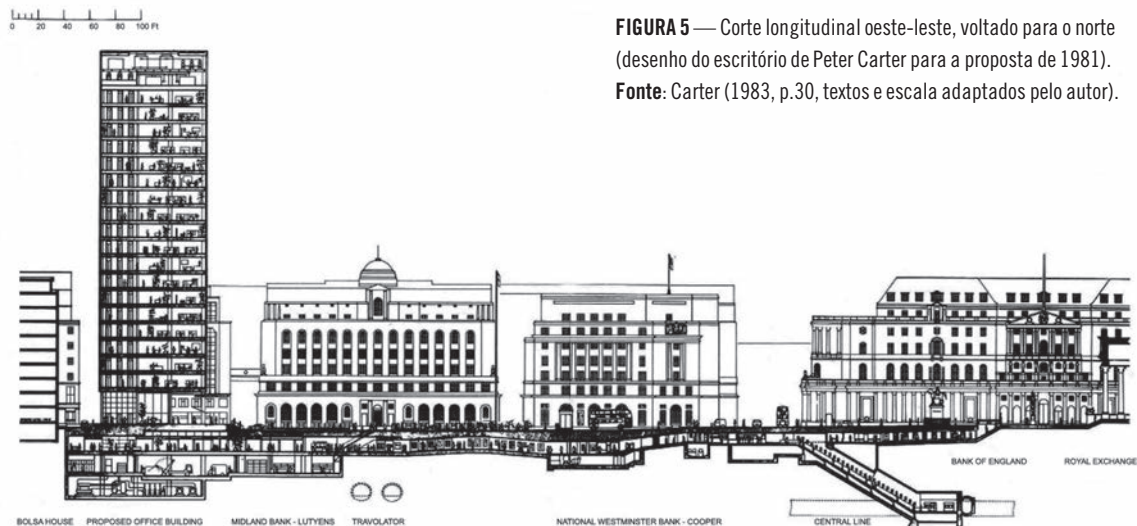 0 20 40 60 80 100 Ft
FIGURA 5 — Corte longitudinal oeste-leste, voltado para o norte
(desenho do escritório de Peter Carter para a proposta de 1981).
Fonte: Carter (1983, p.30, textos e escala adaptados pelo autor).
BANK OF ENGLAND ROYAL EXCHANGE
BOLSA HOUSE PROPOSED OFFICE BUILDING MIDLAND BANK - LUTYENS TRAVOLATOR NATIONAL WESTMINSTER BANK - COOPER CENTRAL LINE